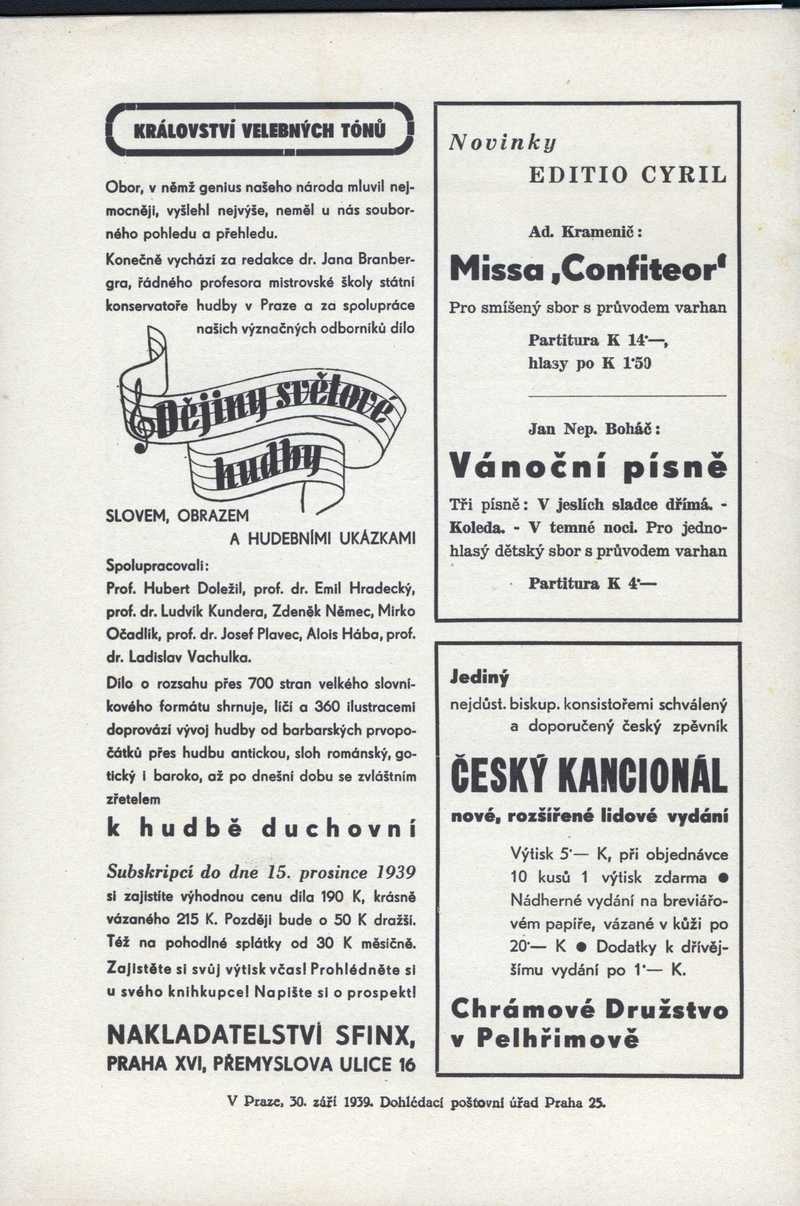 KRÁLOVSTVÍ VELEBNÝCH TÓNŮ
Obor, v němž genius našeho národa mluvil nej-
mocněji, vyšlehl nejvýše, neměl u nás soubor-
ného pohledu a přehledu.
Konečně vychází za redakce dr. Jana Branber-
gra, řádného profesora mistrovské školy státní
konservatoře hudby v Praze a za spolupráce
našich význačných odborníků dílo
Dějiny světové
hudby
SLOVEM, OBRAZEM
A HUDEBNÍMI UKÁZKAMI
Spolupracovali:
Prof. Hubert Doležil, prof. dr. Emil Hradecký,
prof. dr. Ludvík Kundera, Zdeněk Němec, Mirko
Očadlík, prof. dr. Josef Plavec, Alois Hába, prof.
dr. Ladislav Vachulka.
Dílo o rozsahu přes 700 stran velkého slovní-
kového formátu shrnuje, líčí a 360 ilustracemi
doprovází vývoj hudby od barbarských prvopo-
čátků přes hudbu antickou, sloh románský, go-
tický i baroko, až po dnešní dobu se zvláštním
zřetelem
k hudbě duchovní
Subskripcí do dne 15. prosince 1939
si zajistíte výhodnou cenu díla 190 K, krásně
vázaného 215 K. Později bude o 50 K dražší.
Též na pohodlné splátky od 30 K měsíčně.
Zajistěte si svůj výtisk včas! Prohlédněte si
u svého knihkupce! Napište si o prospekt!
NAKLADATELSTVÍ SFINX,
PRAHA XVI, PŘEMYSLOVA ULICE 16
Novinky
EDITIO CYRIL
Ad. Kramenič:
Missa ‚Confiteor‘
Pro smíšený sbor s průvodem varhan
Partitura K 14·—,
hlasy po K 1·50
Jan Nep. Boháč:
Vánoční písně
Tři písně: V jeslích sladce dřímá. -
Koleda. - V temné noci. Pro jedno-
hlasý dětský sbor s průvodem varhan
Partitura K 4·—
Jediný
nejdůst. biskup. konsistořemi schválený
a doporučený český zpěvník
ČESKÝ KANCIONÁL
nové, rozšířené lidové vydání
Výtisk 5·— K, při objednávce
10 kusů 1 výtisk zdarma ●
Nádherné vydání na breviářo-
vém papíře, vázané v kůži po
20·— K ● Dodatky k dřívěj-
šímu vydání po 1·— K.
Chrámové Družstvo
v Pelhřimově
V Praze, 30. září 1939. Dohlédací poštovní úřad Praha 25.